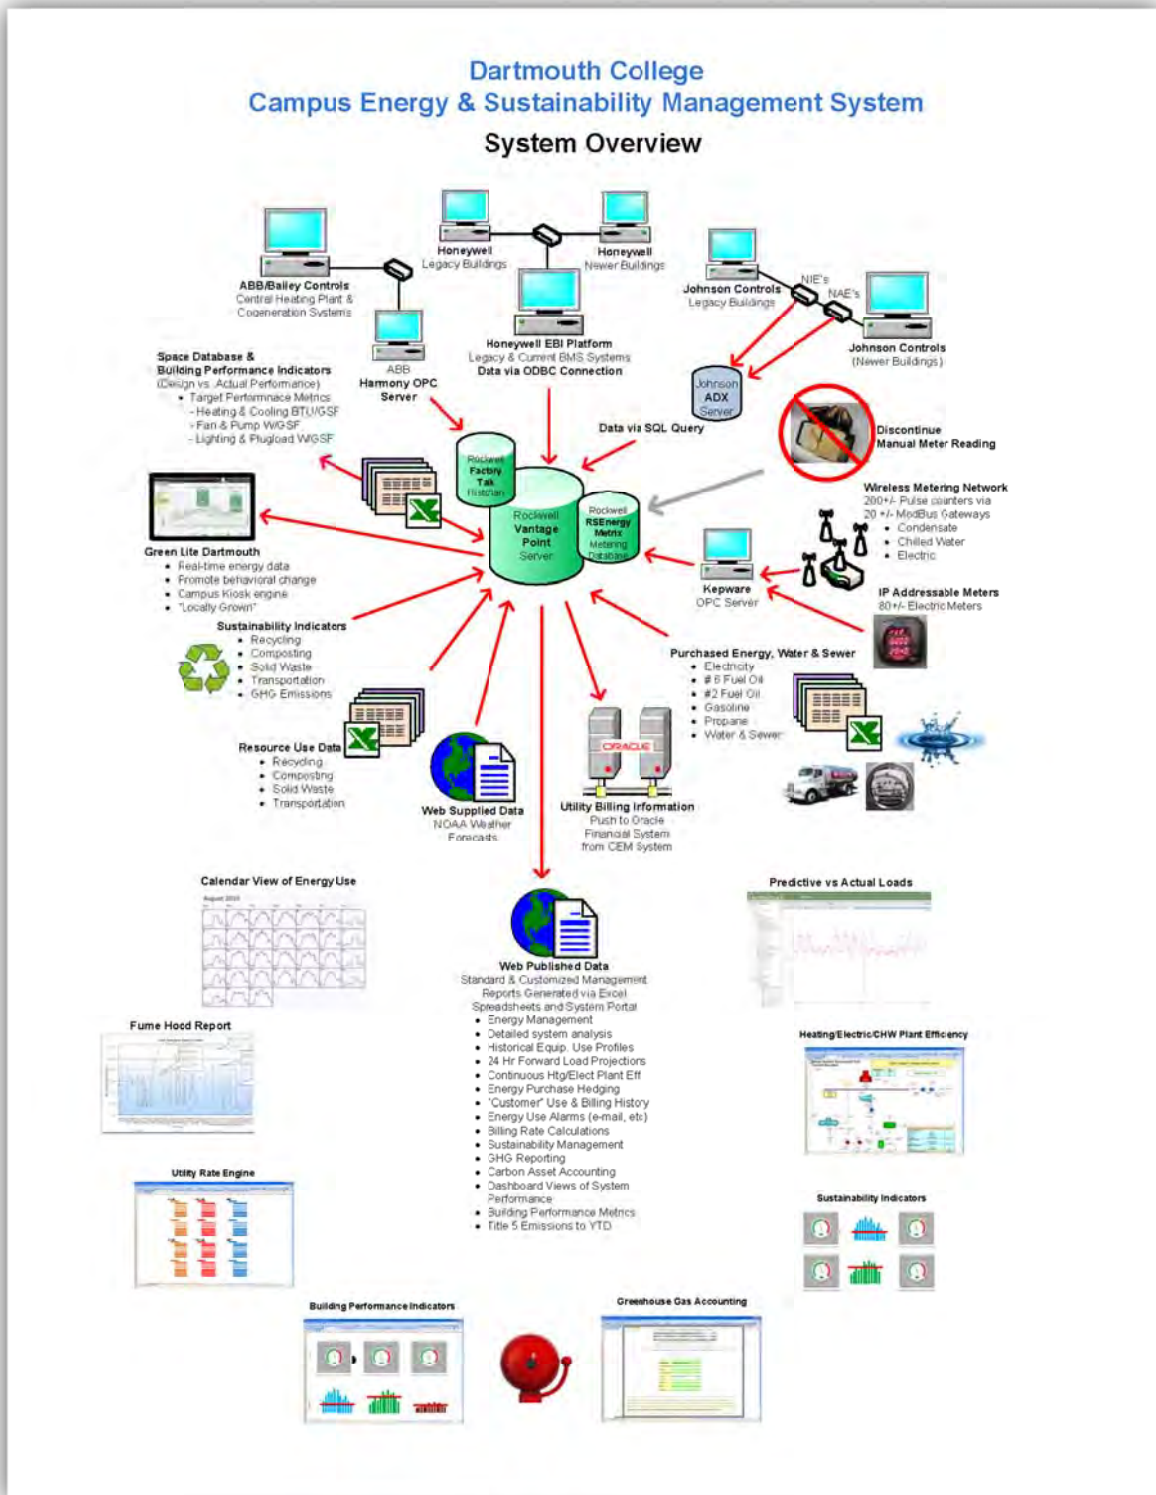 Dartmouth College
Campus Energy & Sustainability Management System
System Overview
Honeywell
Legacy Buildings
Honeywell
Newer Buildings
ABB/Bailey Controls
Central Heating Plant &
Cogeneration Systems
Johnson Controls
Legacy Buildings
NIE's
NAE's
Johnson Controls
(Newer Buildings)
Honeywell EBI Platform
Legacy & Current BMS Systems
Data via ODBC Connection
ABB
Harmony OPC
Server
Space Database &
Building Performance Indicators
(Design vs. Actual Performance)
• Target Performnace Metrics
- Heating & Cooling BTU/GSF
- Fan & Pump W/GSF
- Lighting & Plugload W/GSF
Johnson
ADX
Server
Data via SQL Query
Discontinue
Manual Meter Reading
Rockwell
Factory
Talk
Historian
Rockwell
Vantage
Point
Server
Rockwell
RSEnergy
Metrix
Metering
Database
Wireless Metering Network
200+/- Pulse counters via
20 +/- ModBus Gateways
• Condensate
• Chilled Water
• Electric
Green Lite Dartmouth
• Real-time energy data
• Promote behavioral change
• Campus Kiosk engine
• "Locally Grown"
Kepware
OPC Server
IP Addressable Meters
80+/- Electric Meters
Sustainability Indicators
• Recycling
• Composting
• Solid Waste
• Transportation
• GHG Emissions
Purchased Energy, Water & Sewer
• Electricity
• # 6 Fuel Oil
• #2 Fuel Oil
• Gasoline
• Propane
• Water & Sewer
Resource Use Data
• Recycling
• Composting
• Solid Waste
• Transportation
Web Supplied Data
NOAA Weather
Forecasts
ORACLE
Utility Billing Information
Push to Oracle
Financial System
from CEM System
Calendar View of Energy Use
August 2010
Predictive vs Actual Loads
Web Published Data
Standard & Customized Management
Reports Generated via Excel
Spreadsheets and System Portal
• Energy Management
• Detailed system analysis
• Historical Equip. Use Profiles
• 24 Hr Forward Load Projections
• Continuous Htg/Elect Plant Eff
• Energy Purchase Hedging
• "Customer" Use & Billing History
• Energy Use Alarms (e-mail, etc)
• Billing Rate Calculations
• Sustainability Management
• GHG Reporting
• Carbon Asset Accounting
• Dashboard Views of System
Performance
• Building Performance Metrics
• Title 5 Emissions to YTD
Fume Hood Report
Heating/Electric/CHW Plant Efficency
Utility Rate Engine
Sustainability Indicators
Building Performance Indicators
Greenhouse Gas Accounting